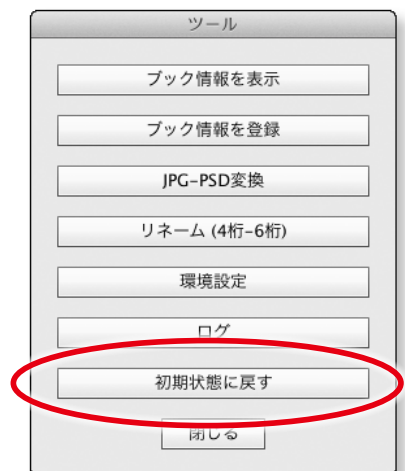 ツール
ブック情報を表示
ブック情報を登録
JPG-PSD変換
リネーム (4桁-6桁)
環境設定
ログ
初期状態に戻す
閉じる